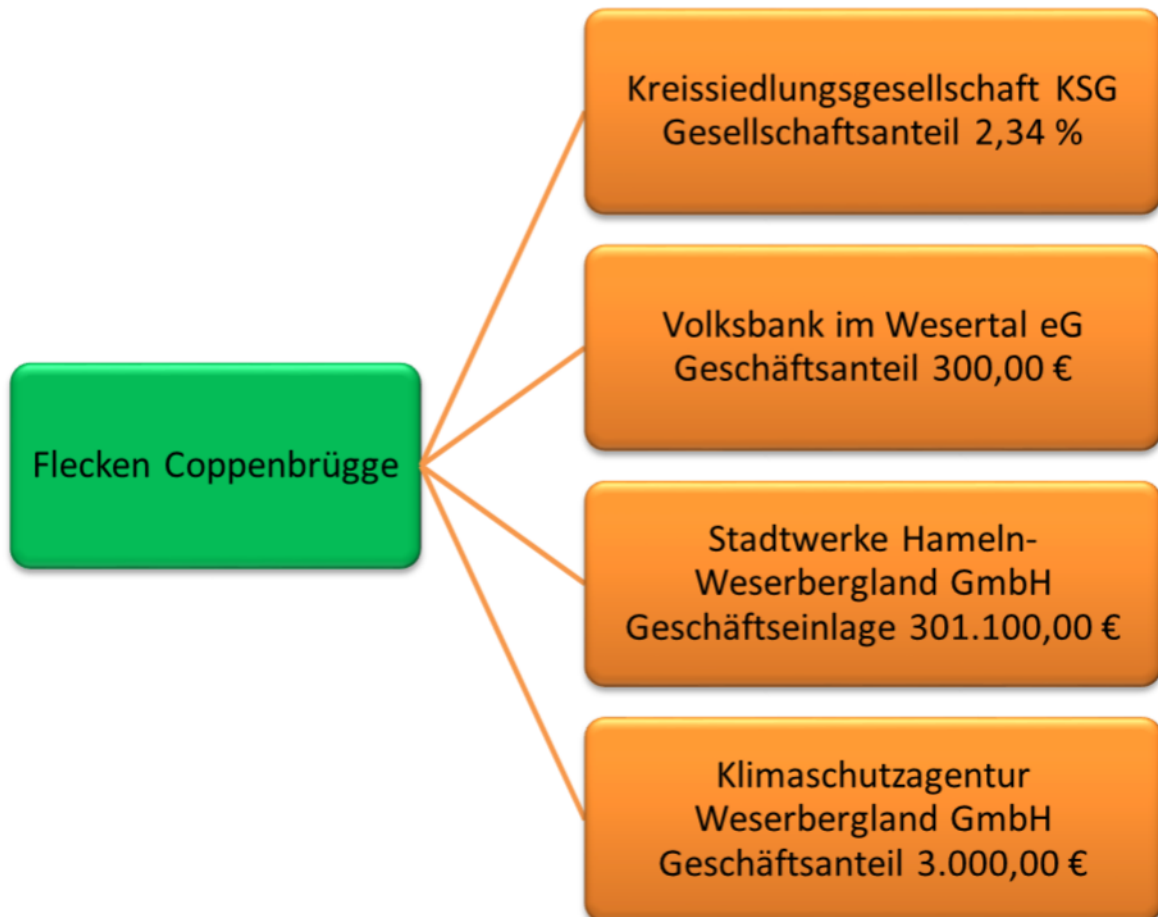 Kreissiedlungsgesellschaft KSG
Gesellschaftsanteil 2,34 %
Volksbank im Wesertal eG
Geschäftsanteil 300,00 €
Flecken Coppenbrügge
Stadtwerke Hameln-
Weserbergland GmbH
Geschäftseinlage 301.100,00 €
Klimaschutzagentur
Weserbergland GmbH
Geschäftsanteil 3.000,00 €